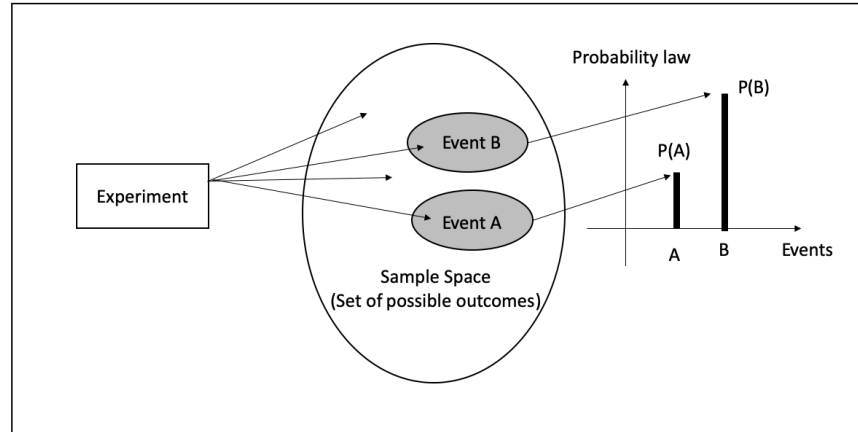 Probability law
P(B)
Event B
P(A)
Experiment
Event A
A
B
Events
Sample Space
(Set of possible outcomes)